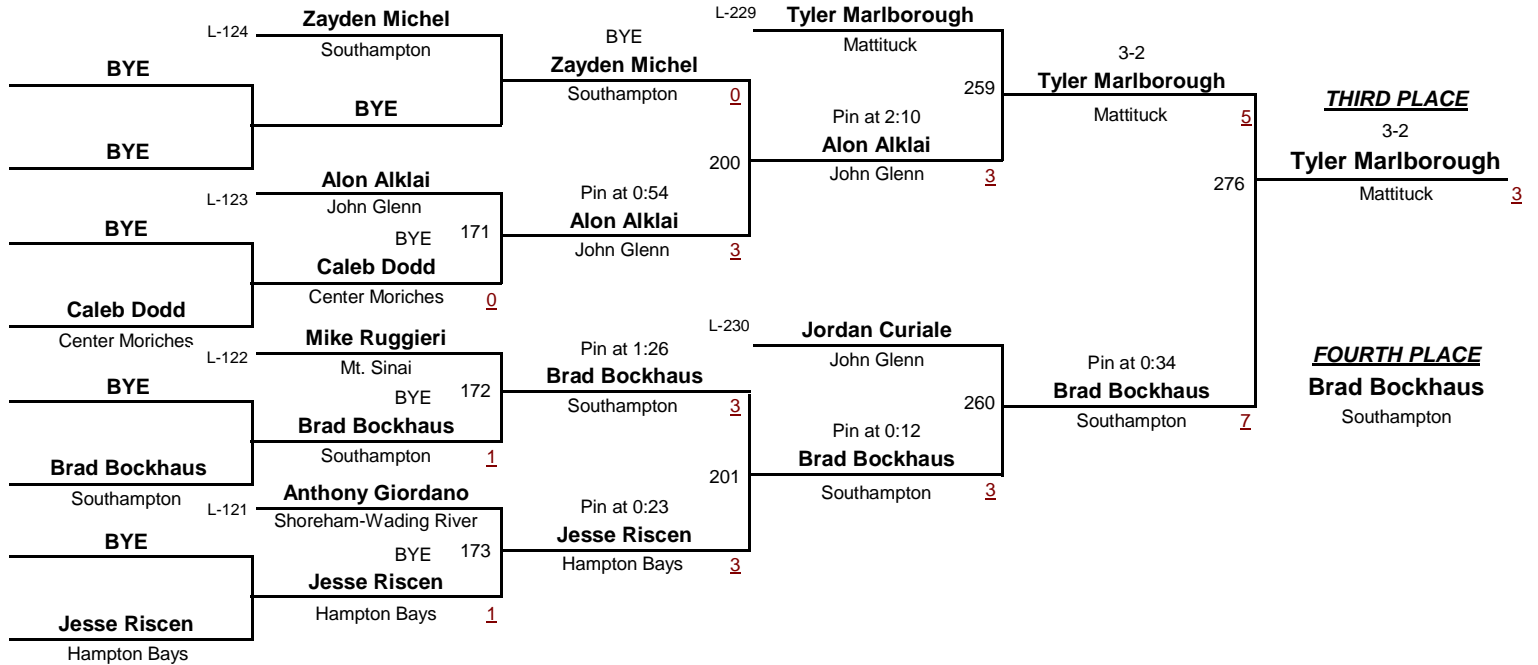 L-124
Zayden Michel
Southampton
BYE
BYE
BYE
L-123
Alon Alklai
John Glenn
BYE
BYE
171
Caleb Dodd
Center Moriches
0
Caleb Dodd
Center Moriches
L-122
Mike Ruggieri
Mt. Sinai
BYE
BYE
172
Brad Bockhaus
Southampton
1
Brad Bockhaus
Southampton
L-121
Anthony Giordano
Shoreham-Wading River
BYE
BYE
173
Jesse Riscen
Hampton Bays
1
Jesse Riscen
Hampton Bays
BYE
Zayden Michel
Southampton
0
200
Pin at 0:54
Alon Alklai
John Glenn
3
Pin at 1:26
Brad Bockhaus
Southampton
3
201
Pin at 0:23
Jesse Riscen
Hampton Bays
3
L-229
Tyler Marlborough
Mattituck
259
Pin at 2:10
Alon Alklai
John Glenn
3
L-230
Jordan Curiale
John Glenn
260
Pin at 0:12
Brad Bockhaus
Southampton
3
3-2
Tyler Marlborough
Mattituck
5
276
Pin at 0:34
Brad Bockhaus
Southampton
7
THIRD PLACE
3-2
Tyler Marlborough
Mattituck
3
FOURTH PLACE
Brad Bockhaus
Southampton